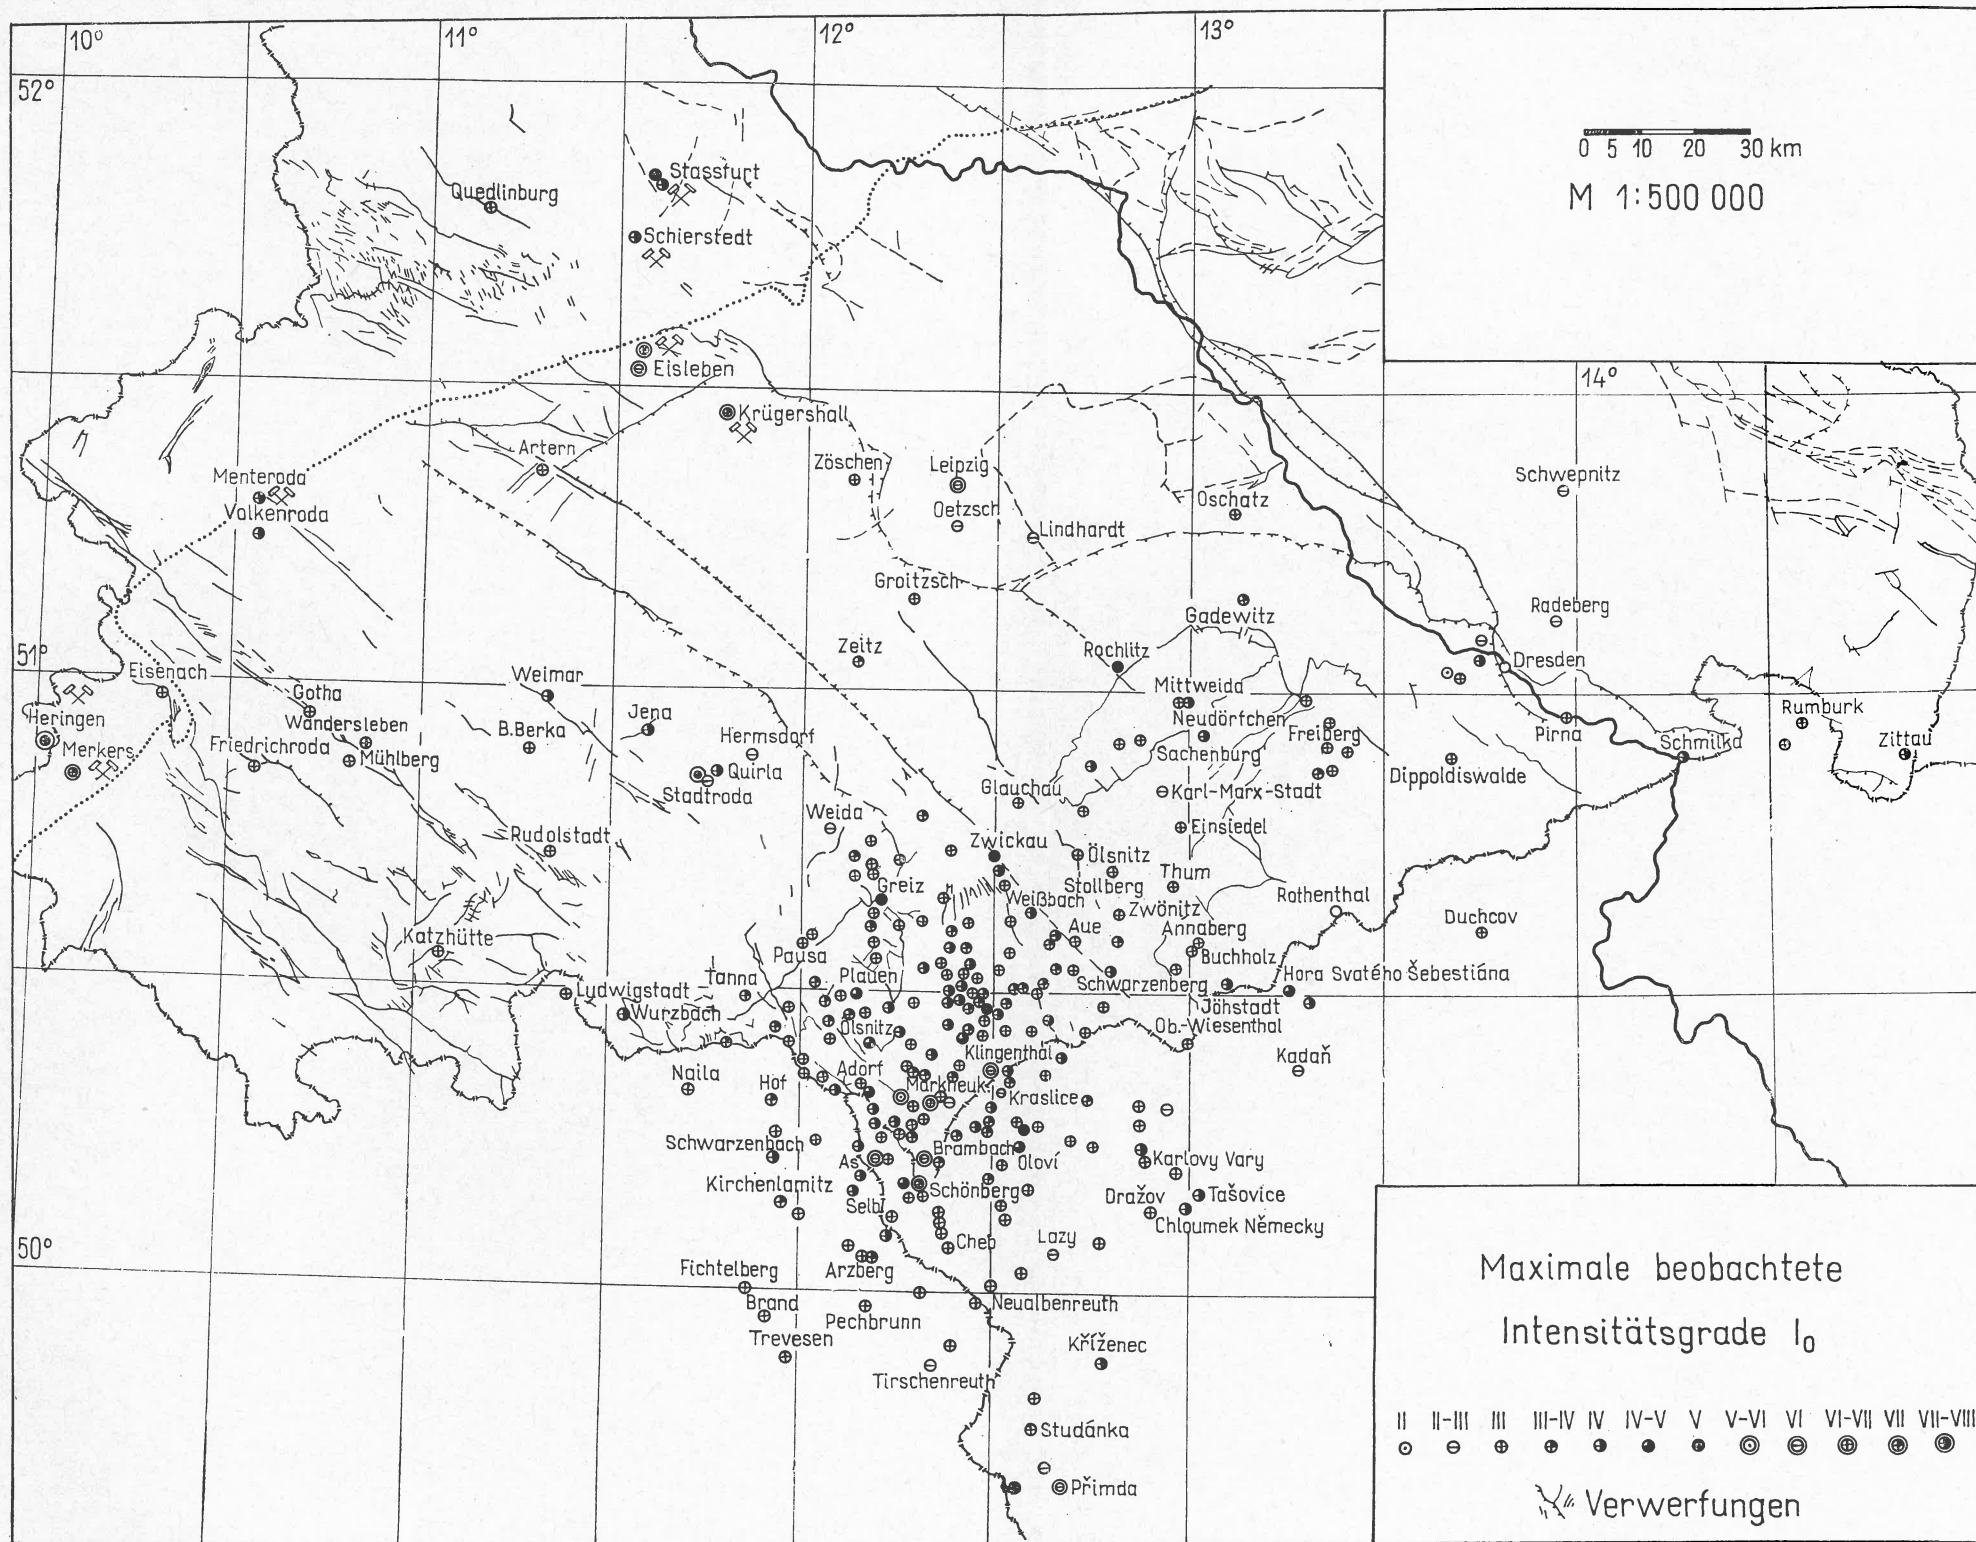 10° 11° 12° 13°
52°
0 5 10 20 30 km
M 1:500 000
Stassfurt
Quedlinburg
Schierstedt
Eisleben
14°
Krügershall
Artern
Zöschen
Leipzig
Schwepnitz
Menteroda
Volkenroda
Oetzsch
Oschatz
Lindhardt
Groitzsch
Gadewitz
Radeberg
51°
Zeitz
Rochlitz
Dresden
Eisenach
Weimar
Gotha
Mittweida
Heringen
Wandersleben
Jena
Neudörfchen
Rumburk
Merkers
Friedrichroda
Mühlberg
B.Berka
Hermsdorf
Sachenburg
Freiberg
Pirna
Schmilka
Zittau
Quirla
Stadtroda
Glauchau
Karl-Marx-Stadt
Dippoldiswalde
Weida
Rudolstadt
Zwickau
Einsiedel
Ölsnitz
Greiz
Stollberg
Thum
Weißbach
Zwönitz
Rothenthal
Duchcov
Katzhütte
Pausa
Aue
Annaberg
Buchholz
Tanna
Plauen
Schwarzenberg
Hora Svatého Šebestiána
Ludwigstadt
Wurzbach
Ölsnitz
Jöhstadt
Ob.-Wiesenthal
Klingenthal
Kadaň
Naila
Hof
Adorf
Markneuk.
Kraslice
Schwarzenbach
Brambach
As
Oloví
Karlovy Vary
Kirchenlamitz
Selb
Schönberg
Dražov
Tašovice
Chloumek Německy
50°
Cheb
Lazy
Fichtelberg
Arzberg
Maximale beobachtete
Brand
Pechbrunn
Neualbenreuth
Intensitätsgrade I₀
Trevesen
Kříženec
Tirschenreuth
II II-III III III-IV IV IV-V V V-VI VI VI-VII VII VII-VIII
Studánka
Přimda
Verwerfungen